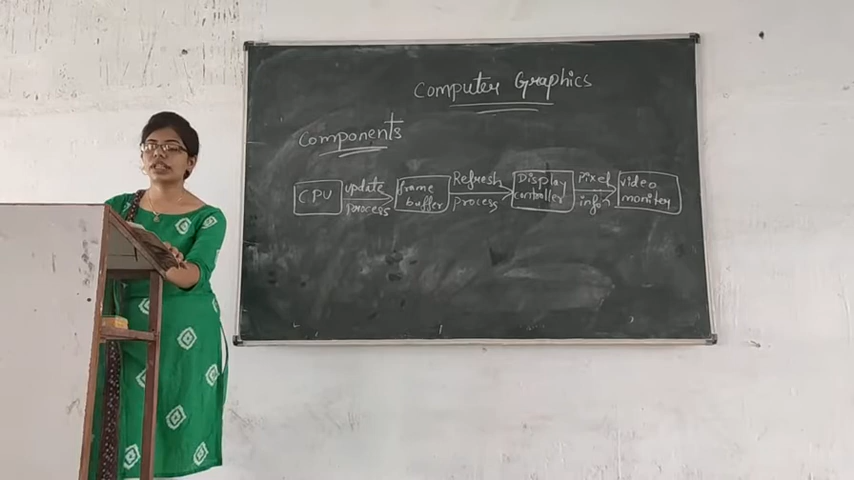 Computer Graphics
Components
CPU
update
process
frame
buffer
Refresh
process
Display
controller
Pixel
info
video
monitor